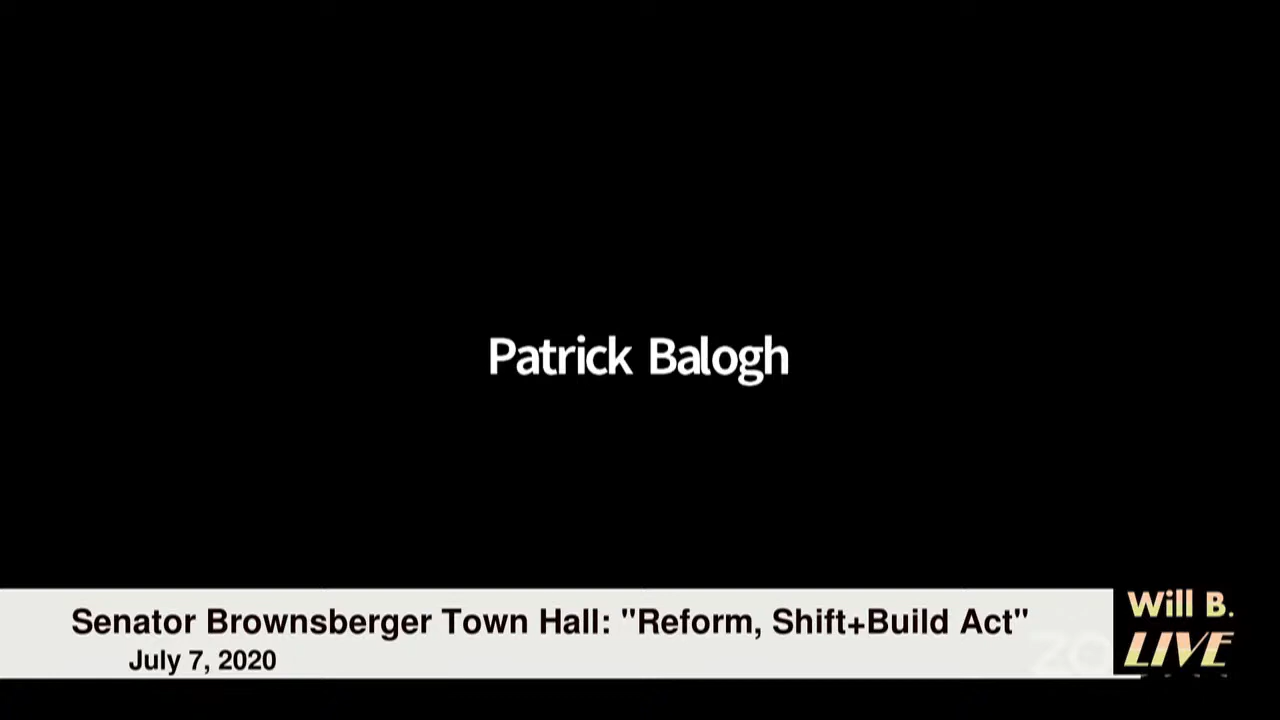 Patrick Balogh
Senator Brownsberger Town Hall: "Reform, Shift+Build Act"
July 7, 2020
Will B.
LIVE